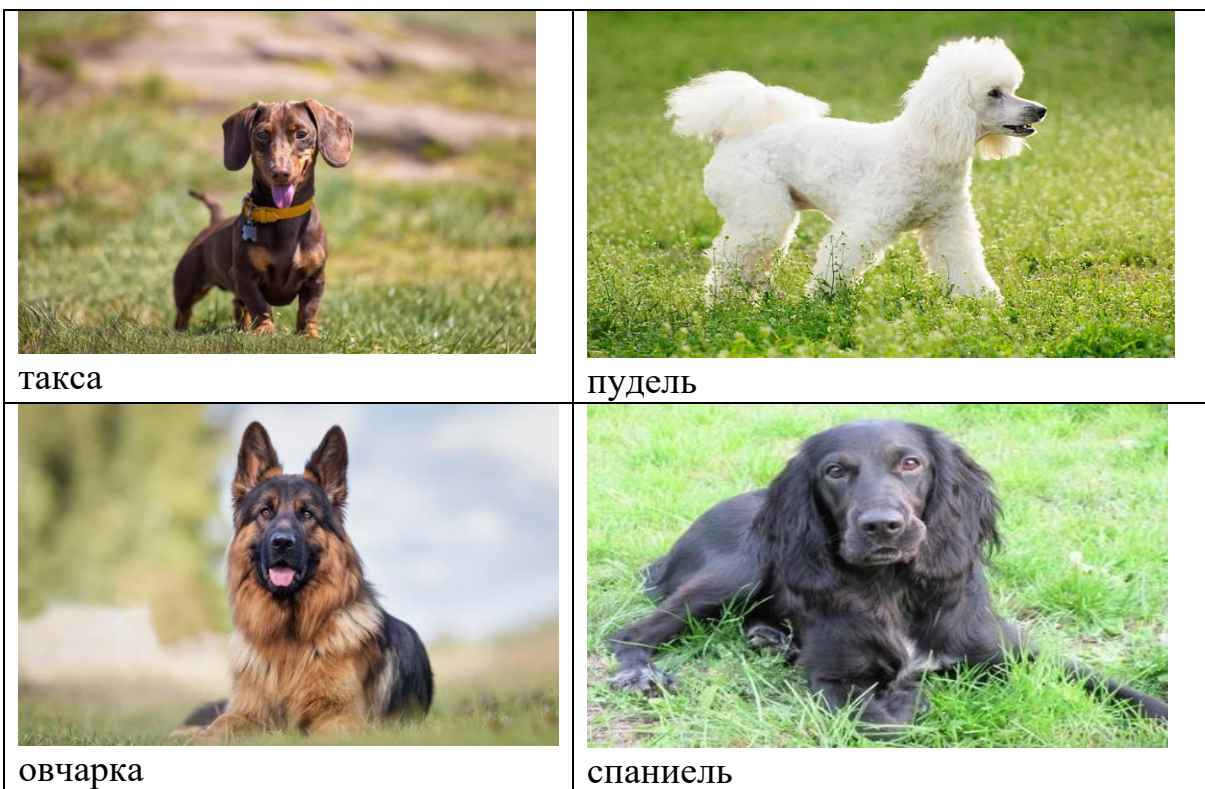 такса
пудель
овчарка
спаниель